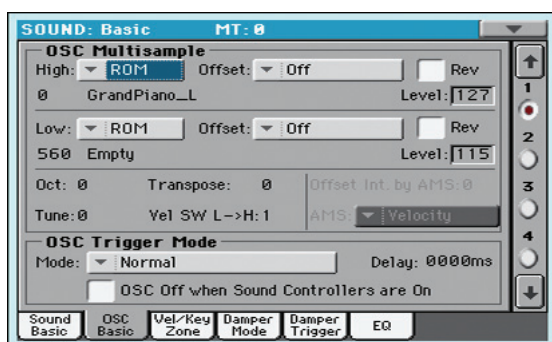 SOUND: Basic MT: 0
OSC Multisample
High: ROM Offset: Off Rev
0 GrandPiano_L Level: 127
Low: ROM Offset: Off Rev
560 Empty Level: 115
Oct: 0 Transpose: 0 Offset Int. by AMS:0
Tune:0 Vel SW L->H:1 AMS: Velocity
OSC Trigger Mode
Mode: Normal Delay: 0000ms
OSC Off when Sound Controllers are On
Sound Basic OSC Basic Vel/Key Zone Damper Mode Damper Trigger EQ
1
2
3
4